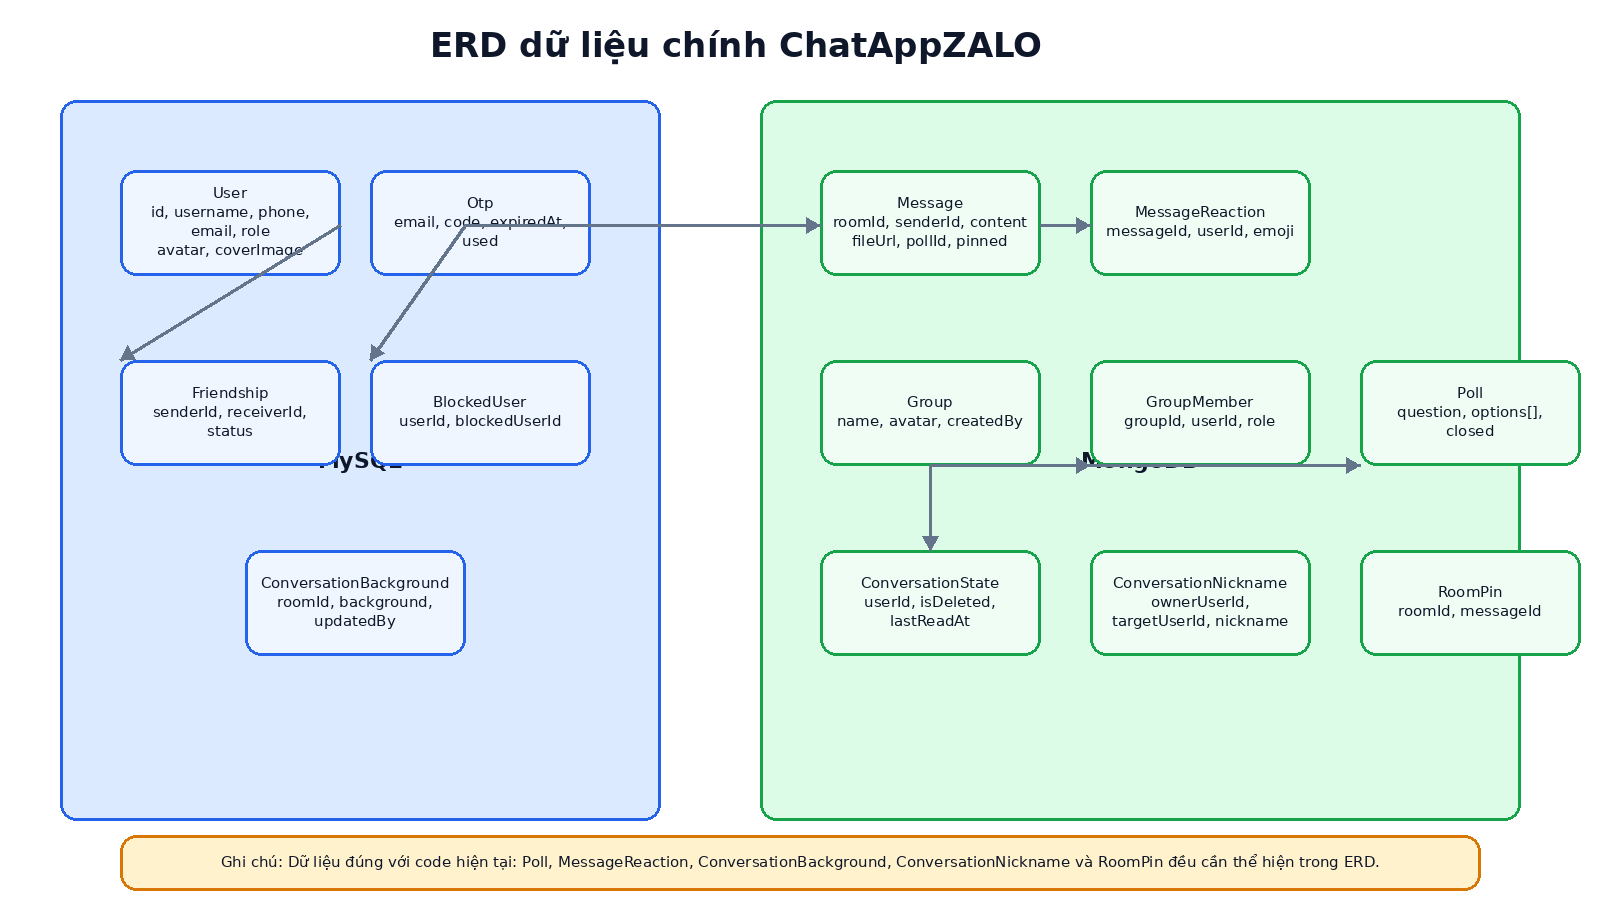 ERD dữ liệu chính ChatAppZALO
User
id, username, phone,
email, role
avatar, coverImage
Otp
email, code, expiredAt,
used
Message
roomId, senderId, content
fileUrl, pollId, pinned
MessageReaction
messageId, userId, emoji
Friendship
senderId, receiverId,
status
BlockedUser
userId, blockedUserId
Group
name, avatar, createdBy
GroupMember
groupId, userId, role
Poll
question, options[],
closed
MySQL
MongoDB
ConversationBackground
roomId, background,
updatedBy
ConversationState
userId, isDeleted,
lastReadAt
ConversationNickname
ownerUserId,
targetUserId, nickname
RoomPin
roomId, messageId
Ghi chú: Dữ liệu đúng với code hiện tại: Poll, MessageReaction, ConversationBackground, ConversationNickname và RoomPin đều cần thể hiện trong ERD.